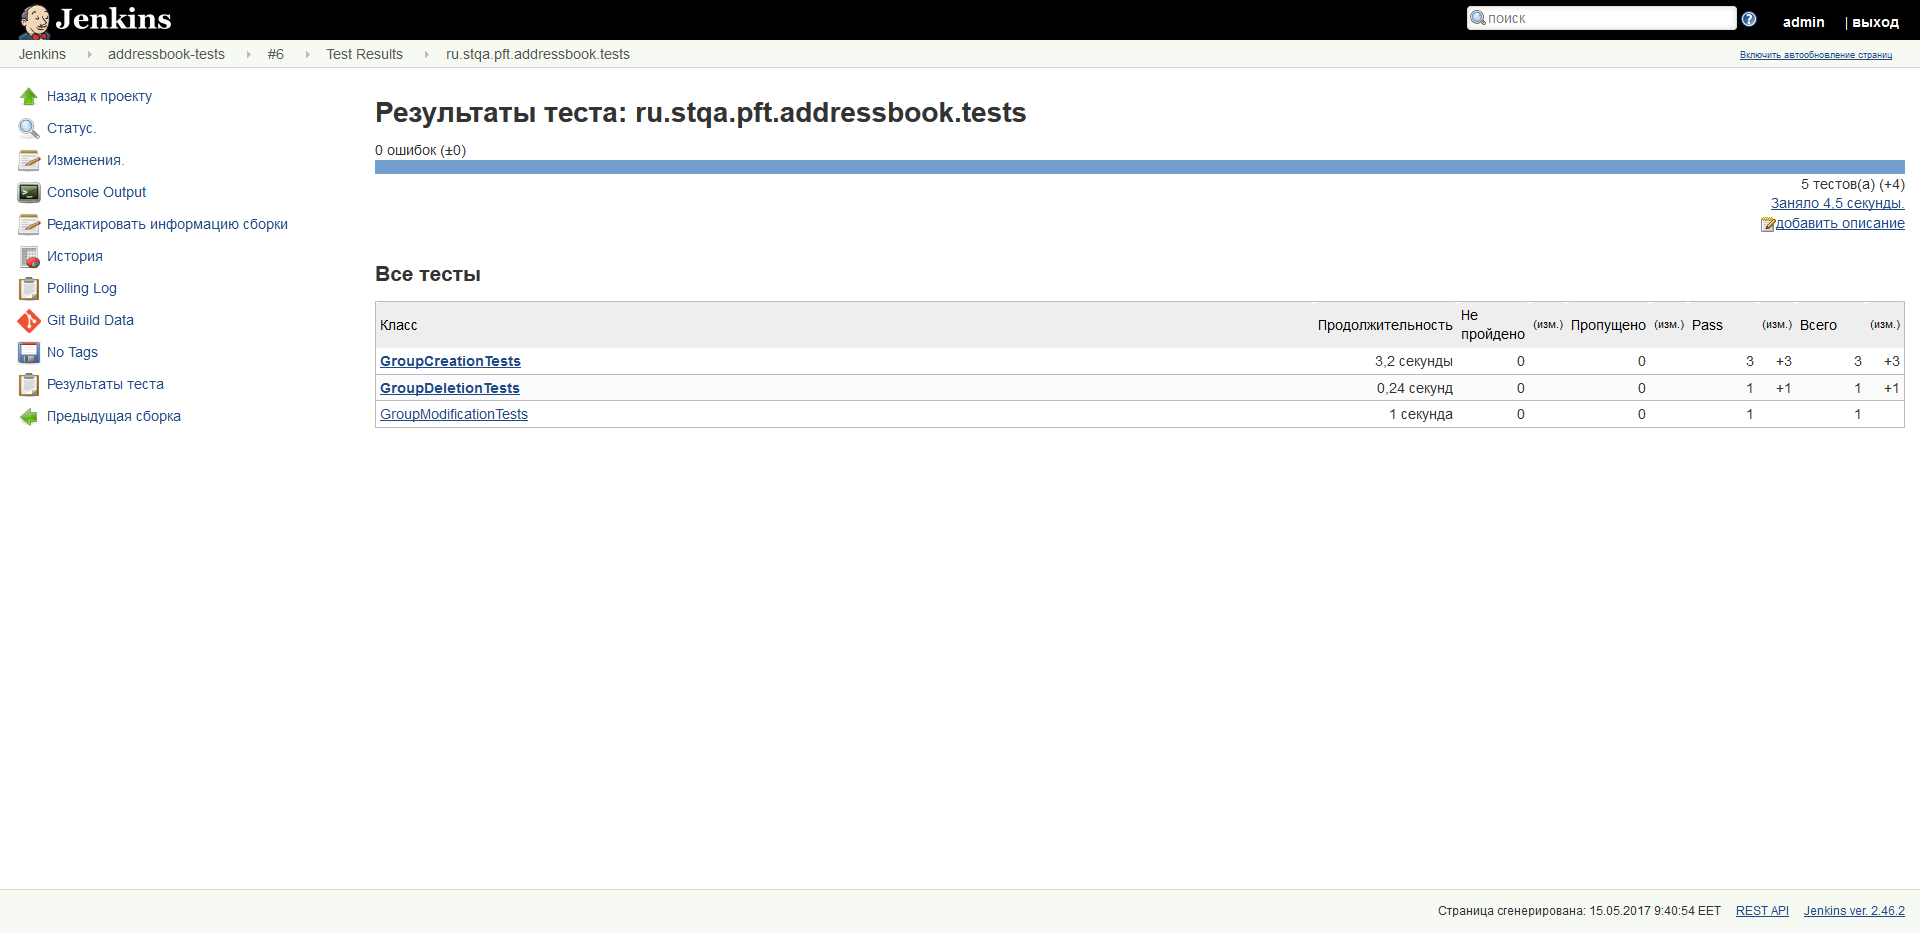 Jenkins
поиск
admin
| выход
Jenkins
addressbook-tests
#6
Test Results
ru.stqa.pft.addressbook.tests
Включить автообновление страниц
Назад к проекту
Статус.
Изменения.
Console Output
Редактировать информацию сборки
История
Polling Log
Git Build Data
No Tags
Результаты теста
Предыдущая сборка
Результаты теста: ru.stqa.pft.addressbook.tests
0 ошибок (±0)
5 тестов(а) (+4)
Заняло 4,5 секунды.
добавить описание
Все тесты
Класс Продолжительность Не пройдено (изм.) Пропущено (изм.) Pass (изм.) Всего (изм.)
GroupCreationTests 3,2 секунды 0 0 3 +3 3 +3
GroupDeletionTests 0,24 секунд 0 0 1 +1 1 +1
GroupModificationTests 1 секунда 0 0 1 1
Страница сгенерирована: 15.05.2017 9:40:54 EET REST API Jenkins ver. 2.46.2